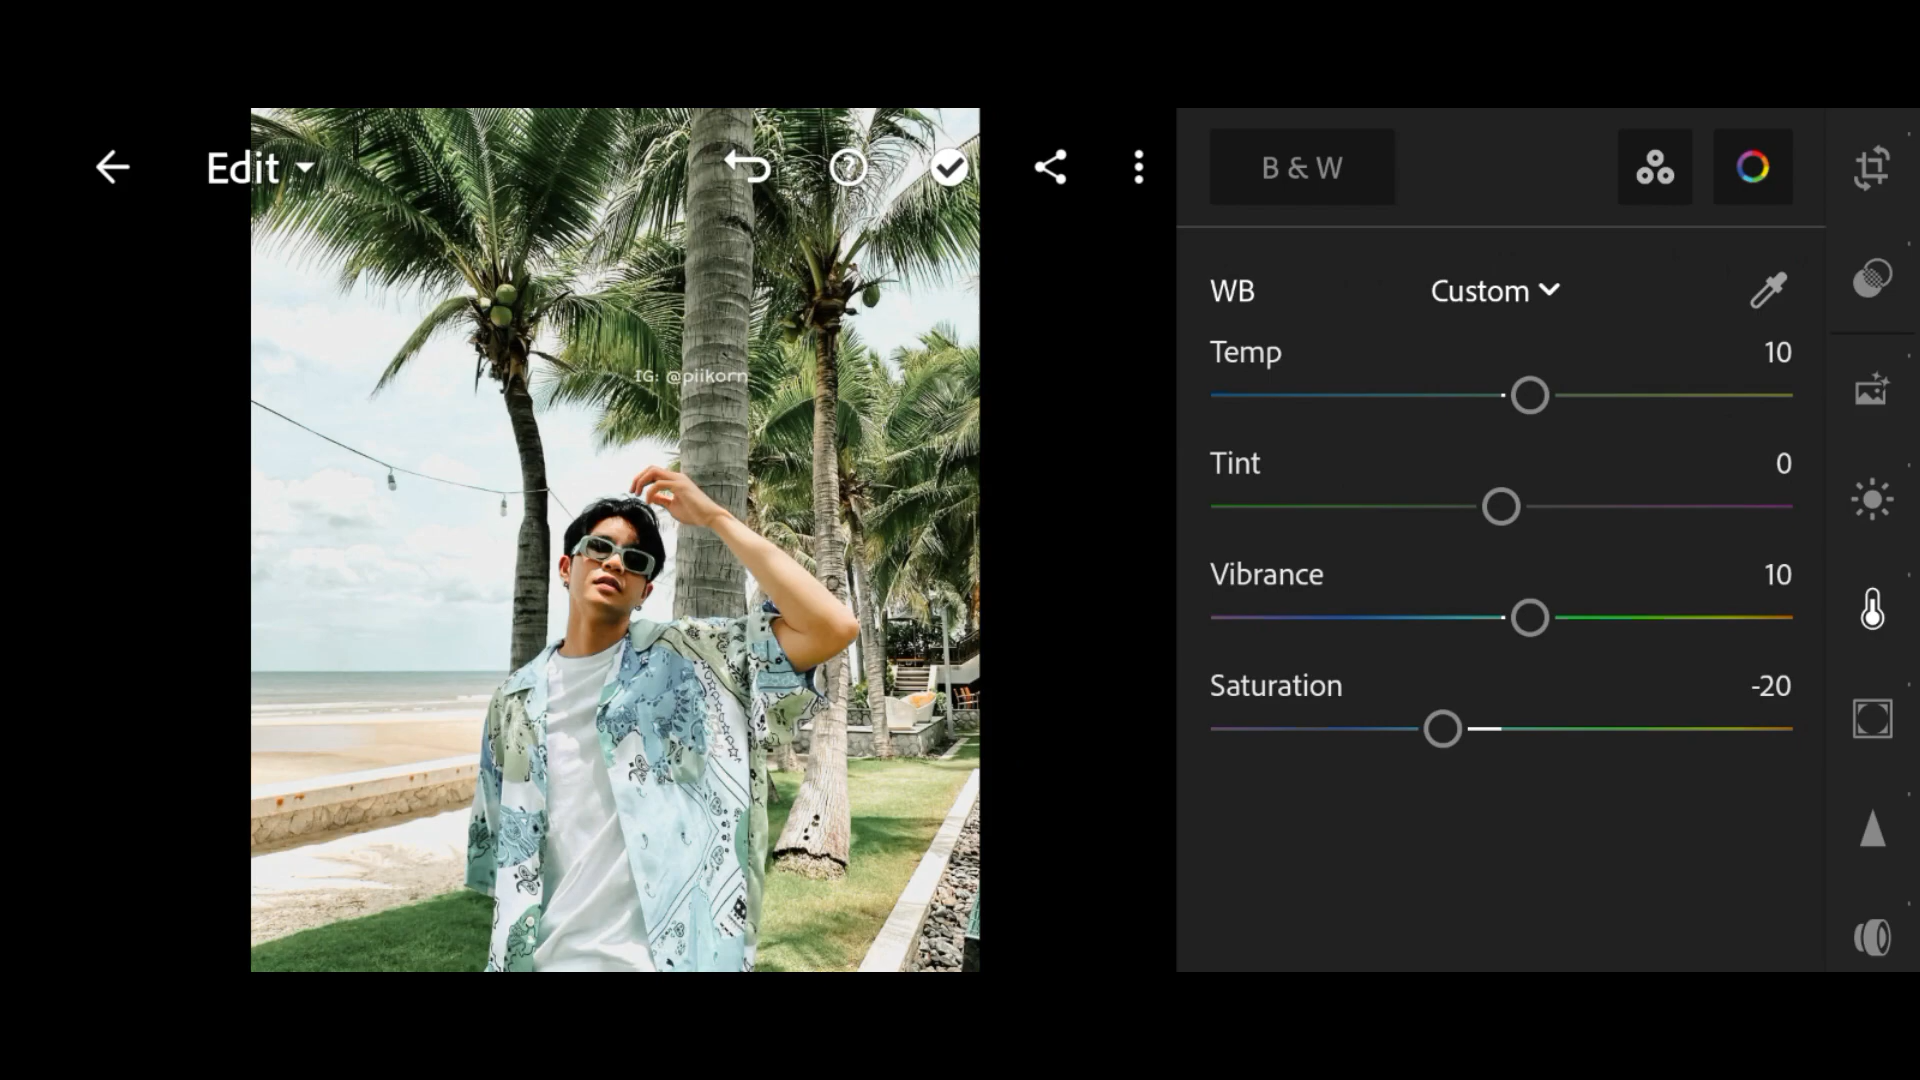 Edit
B & W
WB Custom
Temp 10
IG: @piikorn
Tint 0
Vibrance 10
Saturation -20